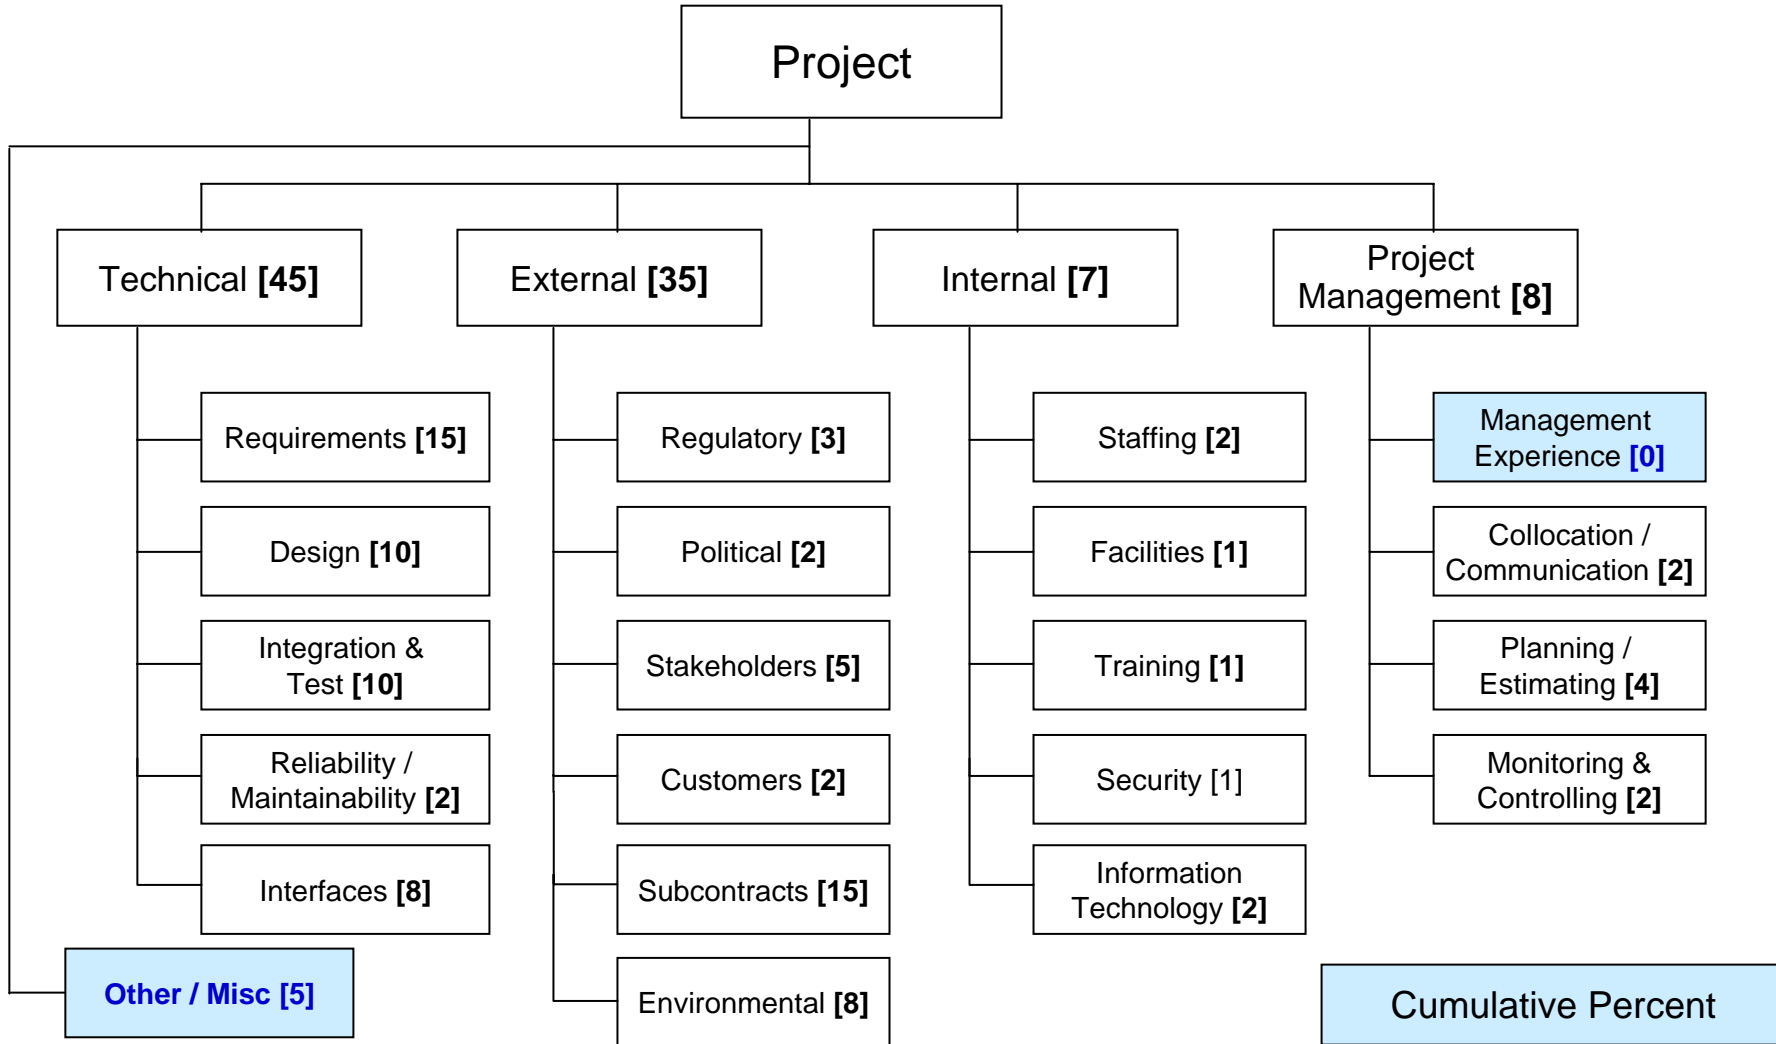 Project
Technical [45]
External [35]
Internal [7]
Project
Management [8]
Requirements [15]
Design [10]
Integration &
Test [10]
Reliability /
Maintainability [2]
Interfaces [8]
Regulatory [3]
Political [2]
Stakeholders [5]
Customers [2]
Subcontracts [15]
Environmental [8]
Staffing [2]
Facilities [1]
Training [1]
Security [1]
Information
Technology [2]
Management
Experience [0]
Collocation /
Communication [2]
Planning /
Estimating [4]
Monitoring &
Controlling [2]
Other / Misc [5]
Cumulative Percent